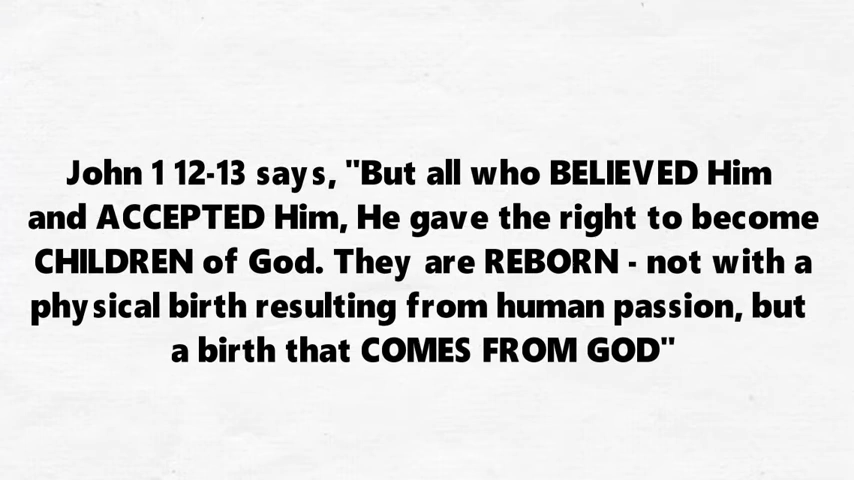 John 1 12-13 says, "But all who BELIEVED Him
and ACCEPTED Him, He gave the right to become
CHILDREN of God. They are REBORN - not with a
physical birth resulting from human passion, but
a birth that COMES FROM GOD"